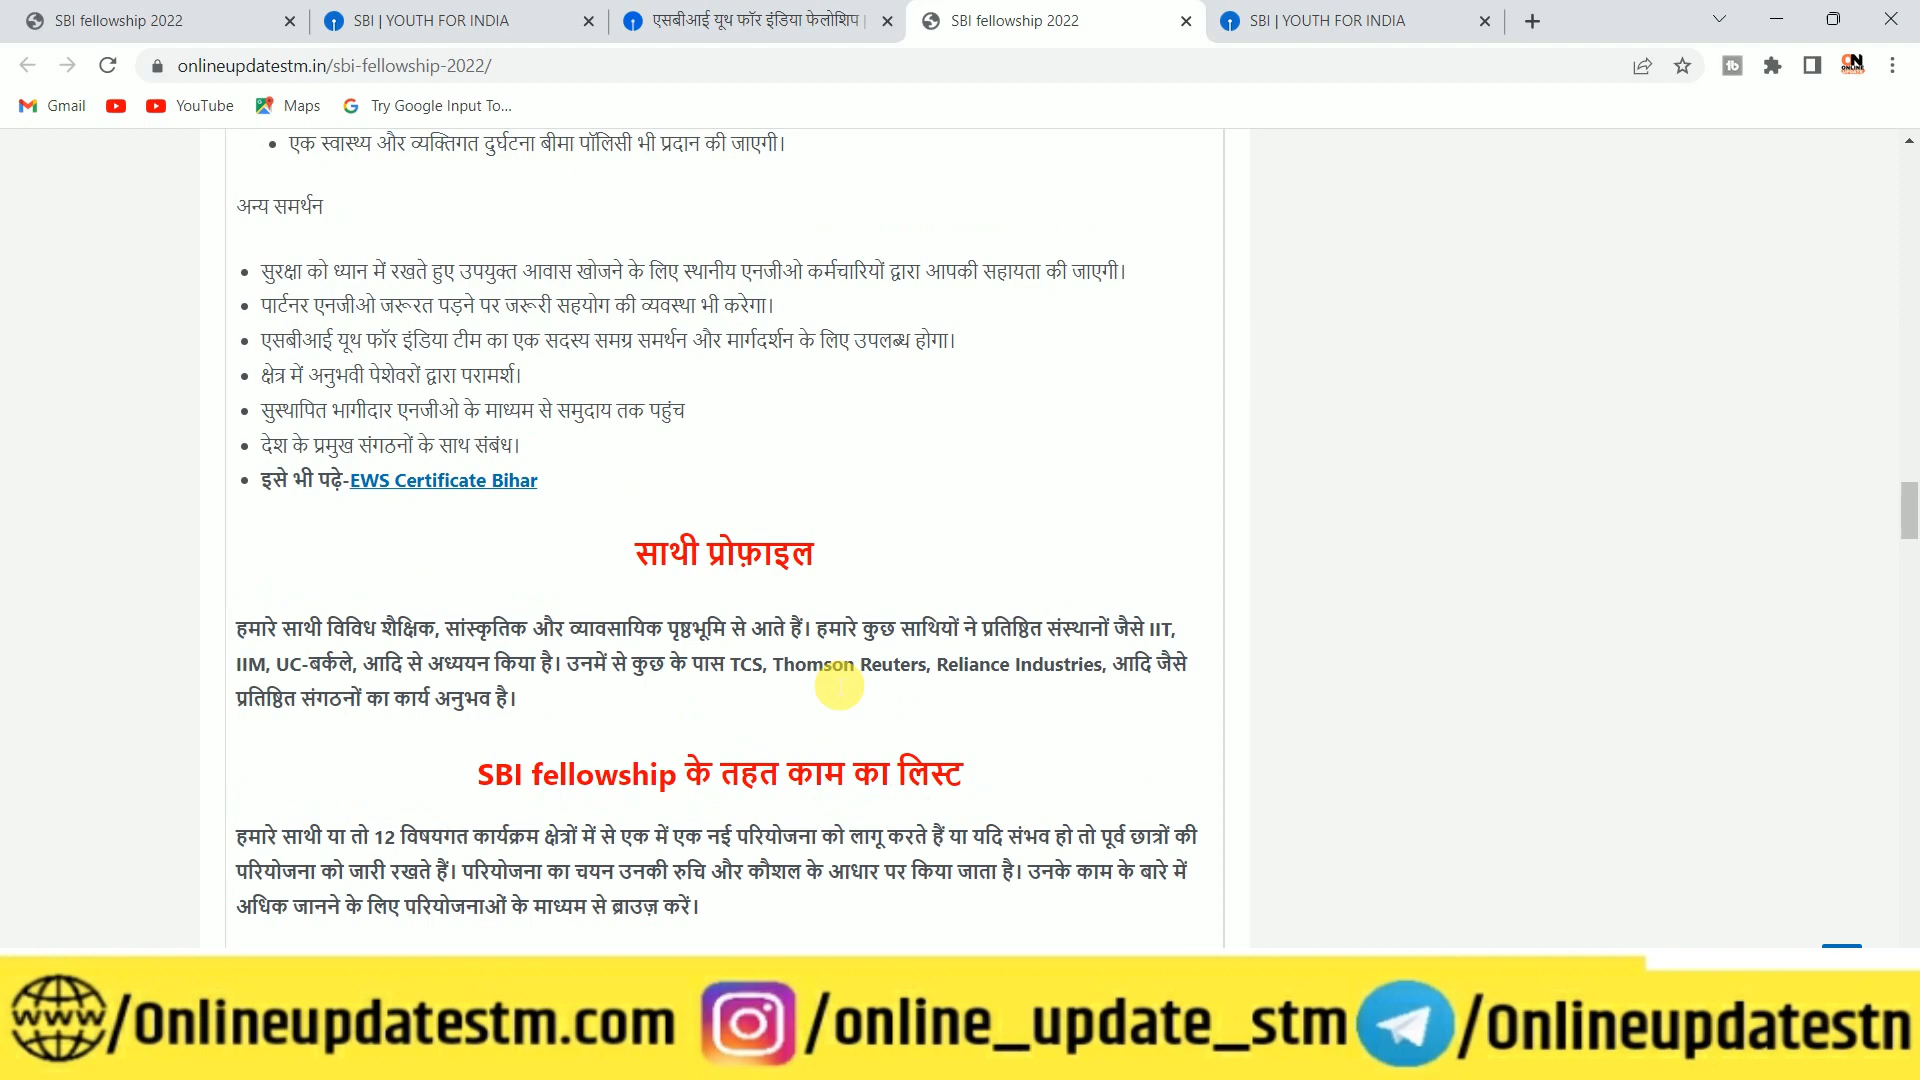 SBI fellowship 2022
SBI | YOUTH FOR INDIA
एसबीआई यूथ फॉर इंडिया फेलोशिप |
SBI fellowship 2022
SBI | YOUTH FOR INDIA
onlineupdatestm.in/sbi-fellowship-2022/
Gmail
YouTube
Maps
Try Google Input To...
एक स्वास्थ्य और व्यक्तिगत दुर्घटना बीमा पॉलिसी भी प्रदान की जाएगी।
अन्य समर्थन
सुरक्षा को ध्यान में रखते हुए उपयुक्त आवास खोजने के लिए स्थानीय एनजीओ कर्मचारियों द्वारा आपकी सहायता की जाएगी।
पार्टनर एनजीओ जरूरत पड़ने पर जरूरी सहयोग की व्यवस्था भी करेगा।
एसबीआई यूथ फॉर इंडिया टीम का एक सदस्य समग्र समर्थन और मार्गदर्शन के लिए उपलब्ध होगा।
क्षेत्र में अनुभवी पेशेवरों द्वारा परामर्श।
सुस्थापित भागीदार एनजीओ के माध्यम से समुदाय तक पहुंच
देश के प्रमुख संगठनों के साथ संबंध।
इसे भी पढ़े-EWS Certificate Bihar
साथी प्रोफ़ाइल
हमारे साथी विविध शैक्षिक, सांस्कृतिक और व्यावसायिक पृष्ठभूमि से आते हैं। हमारे कुछ साथियों ने प्रतिष्ठित संस्थानों जैसे IIT,
IIM, UC-बर्कले, आदि से अध्ययन किया है। उनमें से कुछ के पास TCS, Thomson Reuters, Reliance Industries, आदि जैसे
प्रतिष्ठित संगठनों का कार्य अनुभव है।
SBI fellowship के तहत काम का लिस्ट
हमारे साथी या तो 12 विषयगत कार्यक्रम क्षेत्रों में से एक में एक नई परियोजना को लागू करते हैं या यदि संभव हो तो पूर्व छात्रों की
परियोजना को जारी रखते हैं। परियोजना का चयन उनकी रुचि और कौशल के आधार पर किया जाता है। उनके काम के बारे में
अधिक जानने के लिए परियोजनाओं के माध्यम से ब्राउज़ करें।
www/Onlineupdatestm.com
/online_update_stm
/Onlineupdatestn